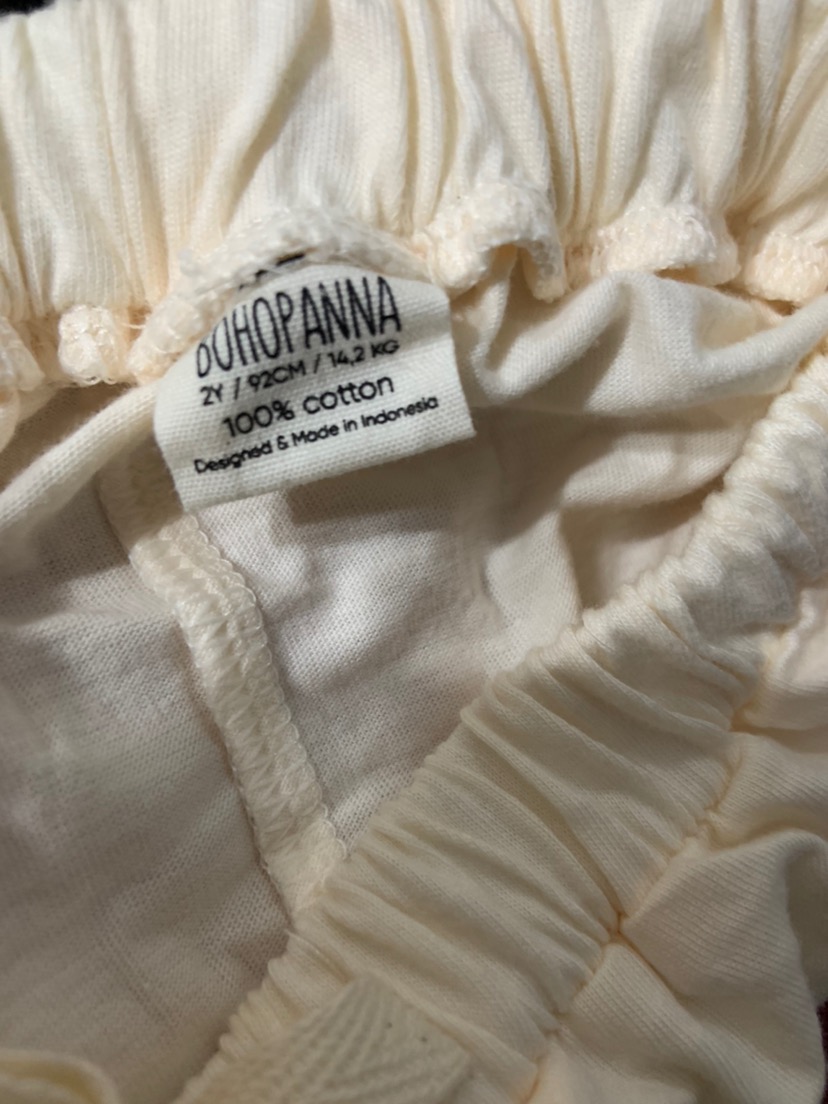 BOHOPANNA
2Y / 92CM / 14,2 KG
100% cotton
Designed & Made in Indonesia